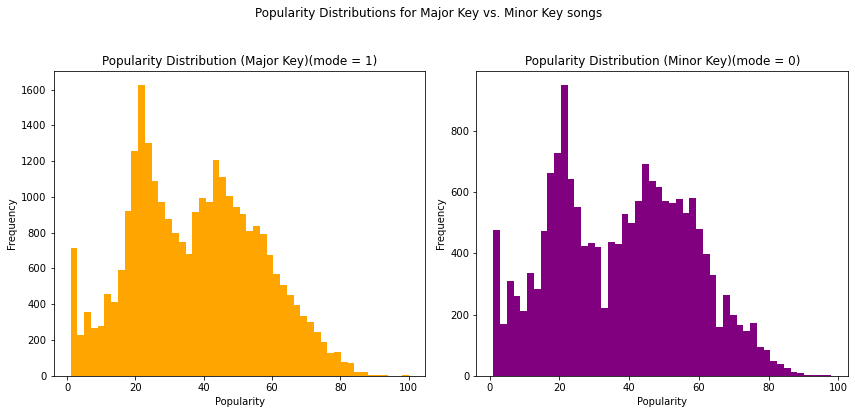 Popularity Distributions for Major Key vs. Minor Key songs
Popularity Distribution (Major Key)(mode = 1)
1600
1400
1200
1000
800
600
400
200
0
Frequency
0 20 40 60 80 100
Popularity
Popularity Distribution (Minor Key)(mode = 0)
800
600
400
200
0
Frequency
0 20 40 60 80 100
Popularity